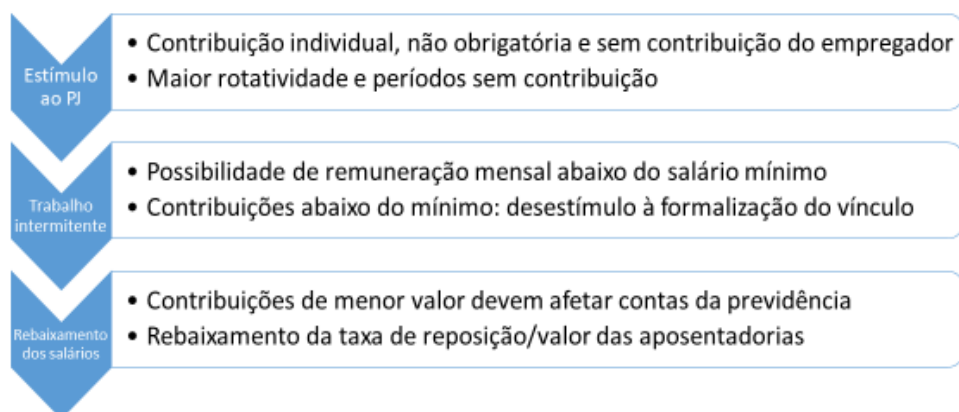 Estímulo
ao PJ
• Contribuição individual, não obrigatória e sem contribuição do empregador
• Maior rotatividade e períodos sem contribuição
Trabalho
intermitente
• Possibilidade de remuneração mensal abaixo do salário mínimo
• Contribuições abaixo do mínimo: desestímulo à formalização do vínculo
Rebaixamento
dos salários
• Contribuições de menor valor devem afetar contas da previdência
• Rebaixamento da taxa de reposição/valor das aposentadorias